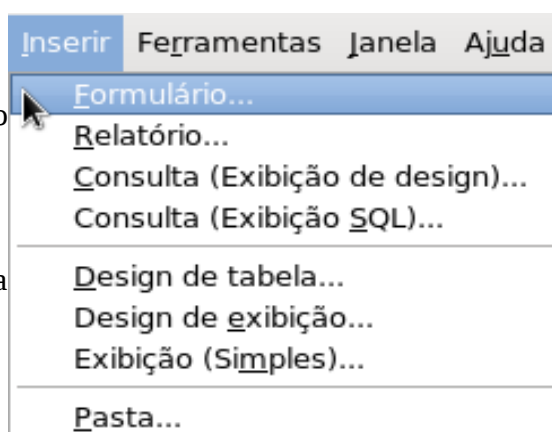 Inserir Ferramentas Janela Ajuda
Formulário...
o
Relatório...
Consulta (Exibição de design)...
Consulta (Exibição SQL)...
a
Design de tabela...
Design de exibição...
Exibição (Simples)...
Pasta...